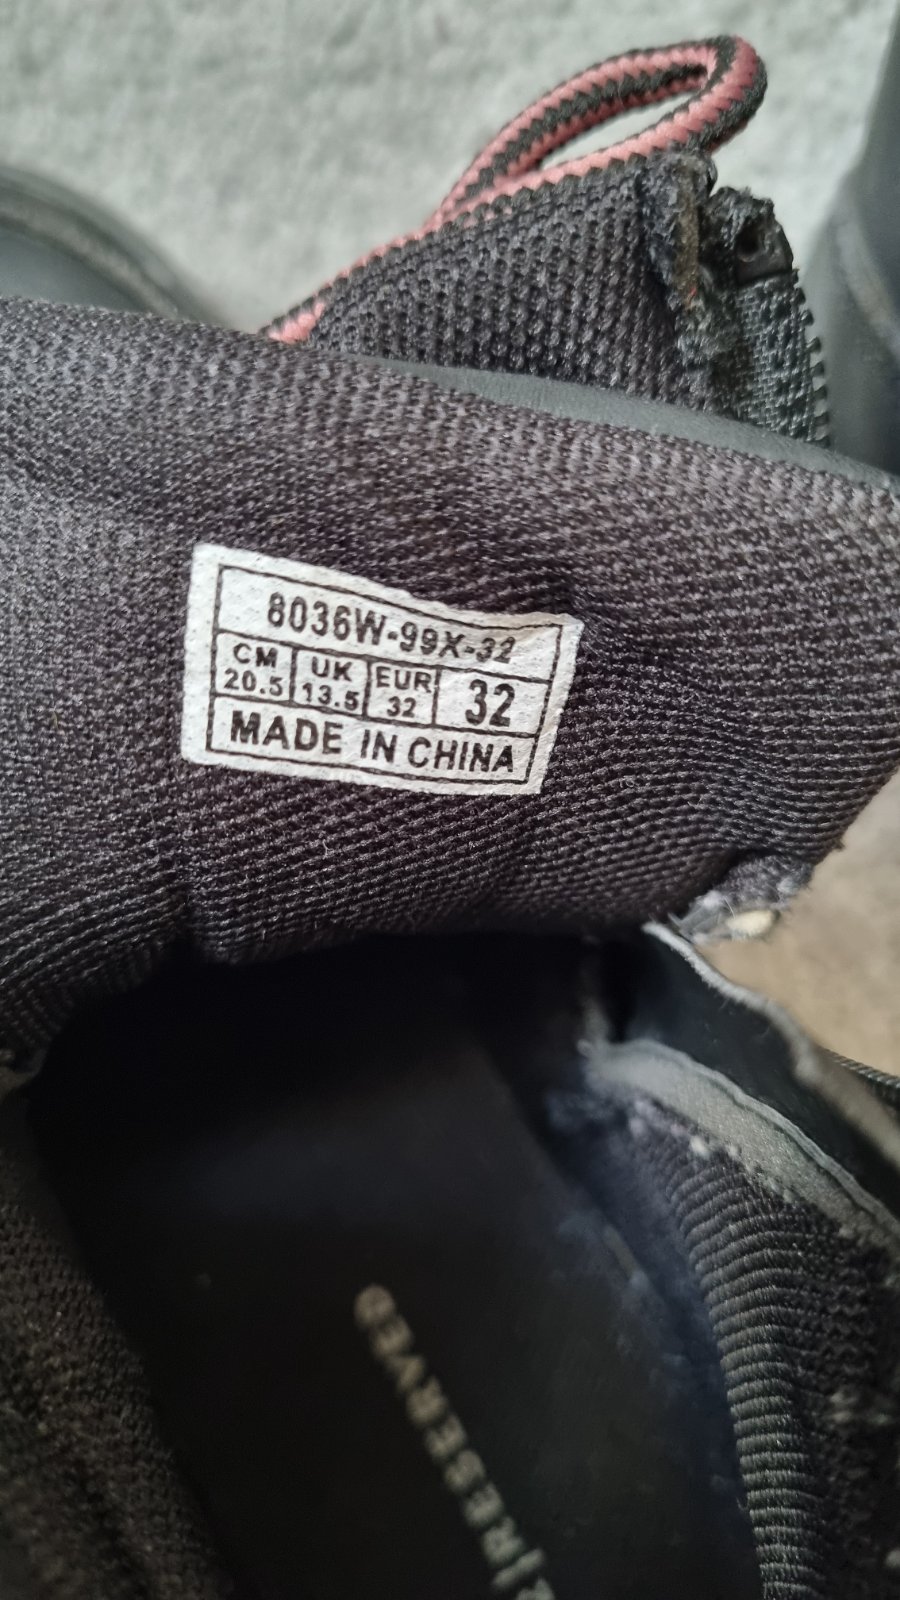 8036W-99X-32
CM 20.5 UK 13.5 EUR 32 32
MADE IN CHINA
R|RESERVED